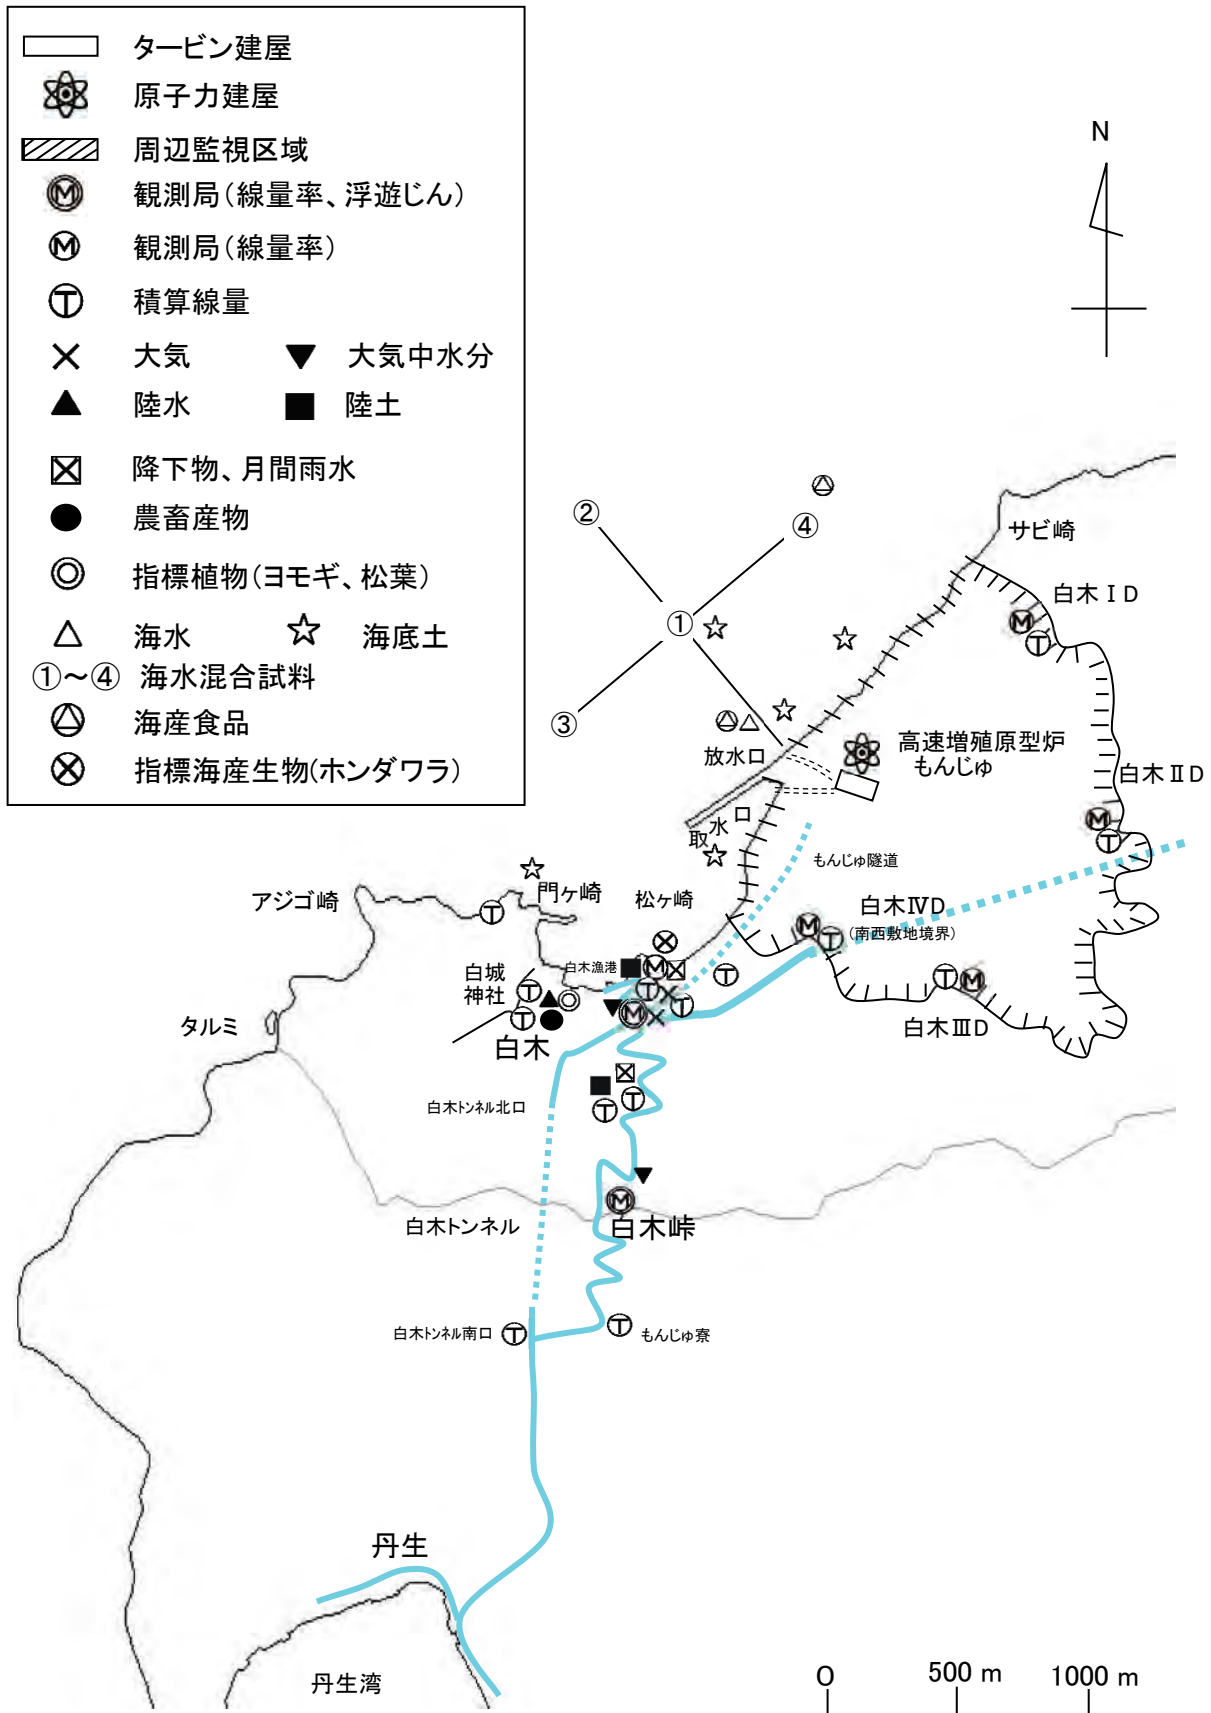 タービン建屋
原子力建屋
周辺監視区域
M 観測局(線量率、浮遊じん)
M 観測局(線量率)
T 積算線量
大気
大気中水分
陸水
陸土
降下物、月間雨水
農畜産物
指標植物(ヨモギ、松葉)
海水
海底土
①～④ 海水混合試料
海産食品
指標海産生物(ホンダワラ)
N
②
④
サビ崎
白木ⅠD
M
T
①
③
放水口
高速増殖原型炉
もんじゅ
白木ⅡD
M
T
取水口
もんじゅ隧道
アジゴ崎
門ヶ崎
松ヶ崎
白木ⅣD
(南西敷地境界)
M
T
T
白城
神社
白木漁港
M
T
T
T
T
T
M
T
M
白木ⅢD
タルミ
白木
白木トンネル北口
T
T
M
白木トンネル
白木峠
白木トンネル南口
T
T
もんじゅ寮
丹生
丹生湾
0
500 m
1000 m